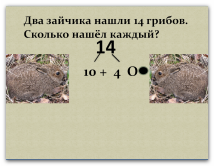 Два зайчика нашли 14 грибов.
Сколько нашёл каждый?
14
10 + 4 О